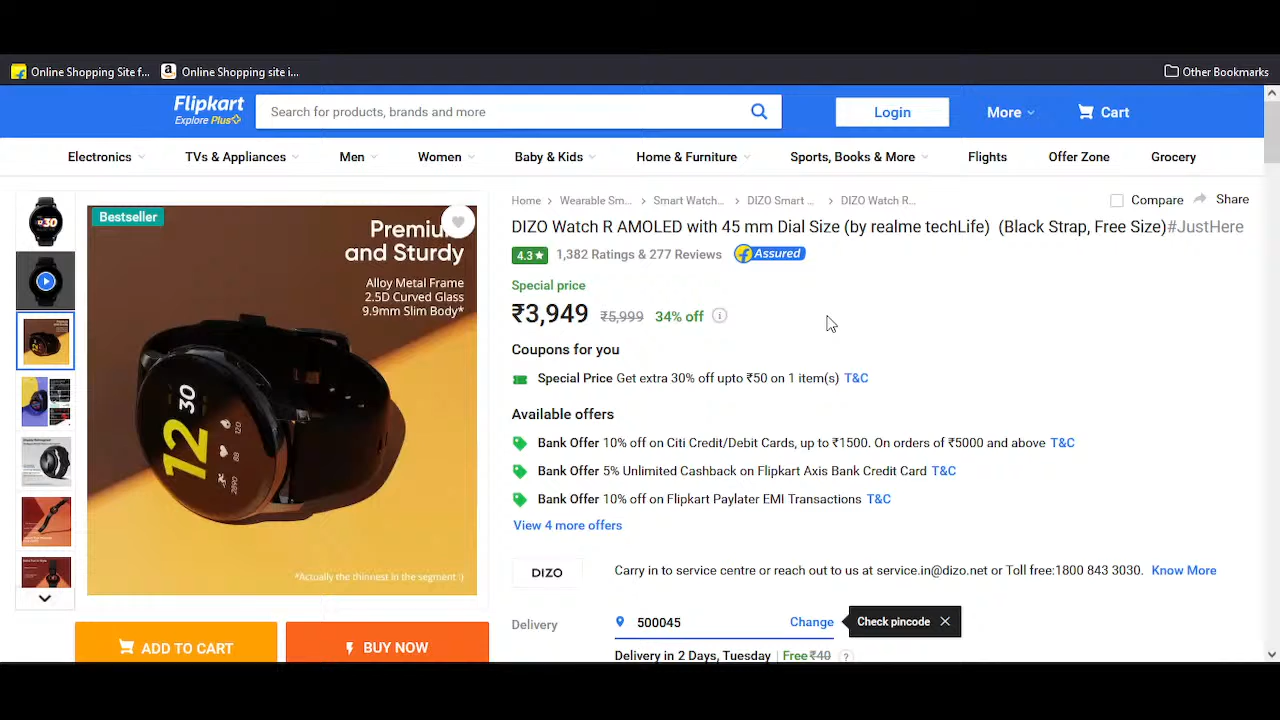 Online Shopping Site f...
Online Shopping site i...
Other Bookmarks
Flipkart
Explore Plus
Search for products, brands and more
Login
More
Cart
Electronics
TVs & Appliances
Men
Women
Baby & Kids
Home & Furniture
Sports, Books & More
Flights
Offer Zone
Grocery
Home
Wearable Sm...
Smart Watch...
DIZO Smart ...
DIZO Watch R...
Compare
Share
Bestseller
Premium
and Sturdy
Alloy Metal Frame
2.5D Curved Glass
9.9mm Slim Body*
12
30
*Actually the thinnest in the segment :)
DIZO Watch R AMOLED with 45 mm Dial Size (by realme techLife)  (Black Strap, Free Size)#JustHere
4.3★ 1,382 Ratings & 277 Reviews Assured
Special price
₹3,949 ₹5,999 34% off
Coupons for you
Special Price Get extra 30% off upto ₹50 on 1 item(s) T&C
Available offers
Bank Offer 10% off on Citi Credit/Debit Cards, up to ₹1500. On orders of ₹5000 and above T&C
Bank Offer 5% Unlimited Cashback on Flipkart Axis Bank Credit Card T&C
Bank Offer 10% off on Flipkart Paylater EMI Transactions T&C
View 4 more offers
DIZO
Carry in to service centre or reach out to us at service.in@dizo.net or Toll free:1800 843 3030. Know More
Delivery
500045
Change
Check pincode
Delivery in 2 Days, Tuesday | Free ₹40 ?
ADD TO CART
BUY NOW